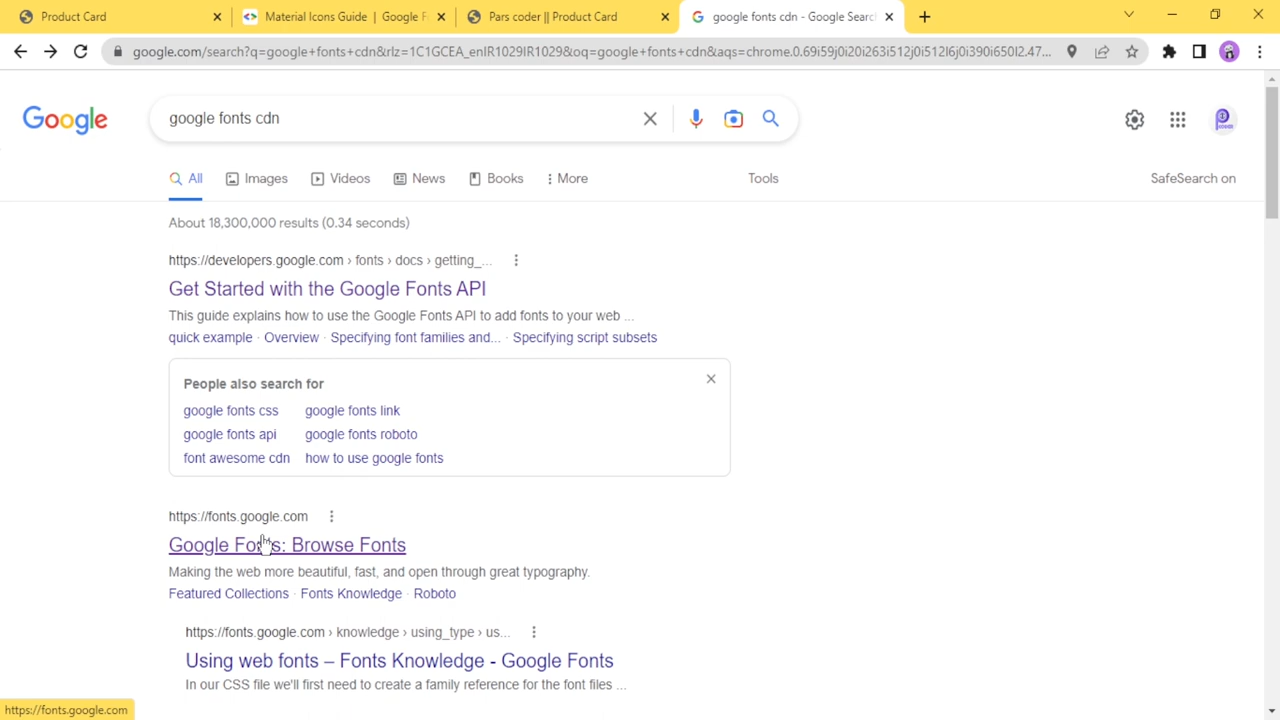 Product Card
Material Icons Guide | Google F
Pars coder || Product Card
google fonts cdn - Google Searc
google.com/search?q=google+fonts+cdn&rlz=1C1GCEA_enIR1029IR1029&oq=google+fonts+cdn&aqs=chrome.0.69i59j0i20i263i512j0i512l6j0i390i650l2.47...
Google
google fonts cdn
All
Images
Videos
News
Books
More
Tools
SafeSearch on
About 18,300,000 results (0.34 seconds)
https://developers.google.com › fonts › docs › getting_...
Get Started with the Google Fonts API
This guide explains how to use the Google Fonts API to add fonts to your web ...
quick example · Overview · Specifying font families and... · Specifying script subsets
People also search for
google fonts css google fonts link
google fonts api google fonts roboto
font awesome cdn how to use google fonts
https://fonts.google.com
Google Fonts: Browse Fonts
Making the web more beautiful, fast, and open through great typography.
Featured Collections · Fonts Knowledge · Roboto
https://fonts.google.com › knowledge › using_type › us...
Using web fonts – Fonts Knowledge - Google Fonts
In our CSS file we'll first need to create a family reference for the font files ...
https://fonts.google.com